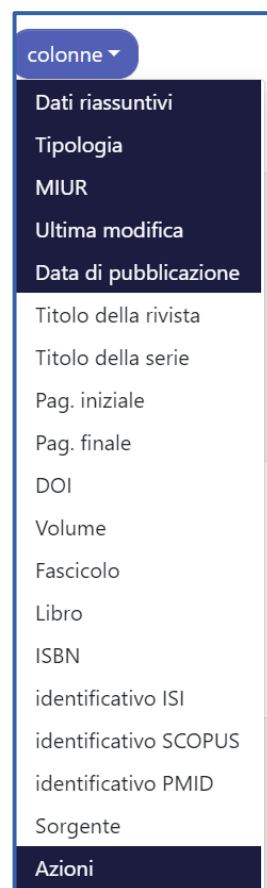 colonne
Dati riassuntivi
Tipologia
MIUR
Ultima modifica
Data di pubblicazione
Titolo della rivista
Titolo della serie
Pag. iniziale
Pag. finale
DOI
Volume
Fascicolo
Libro
ISBN
identificativo ISI
identificativo SCOPUS
identificativo PMID
Sorgente
Azioni